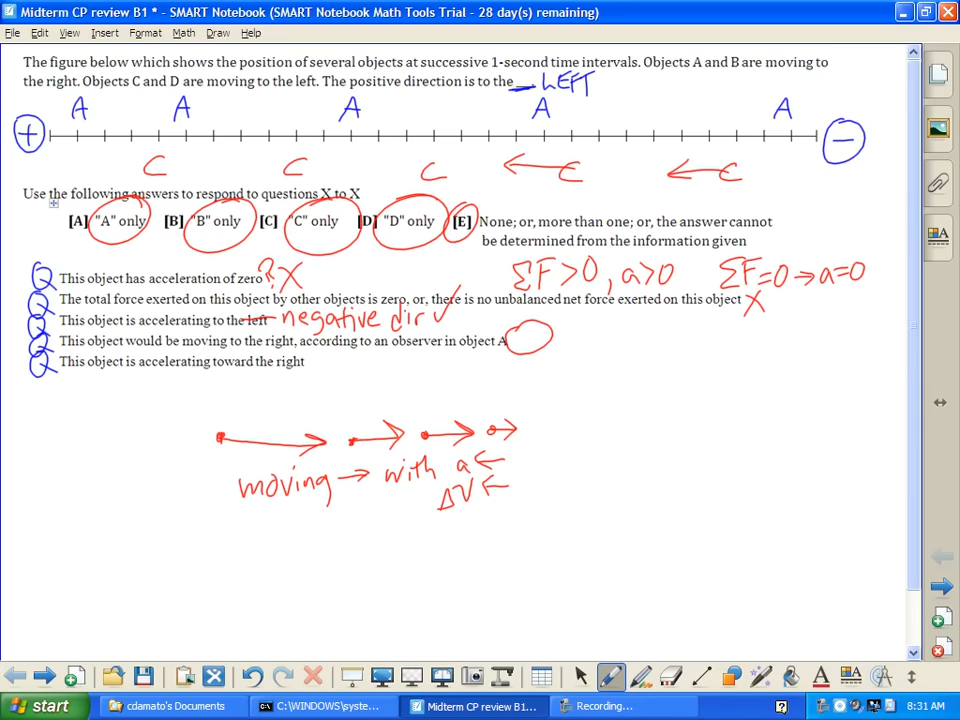 Midterm CP review B1 * - SMART Notebook (SMART Notebook Math Tools Trial - 28 day(s) remaining)
File Edit View Insert Format Math Draw Help
The figure below which shows the position of several objects at successive 1-second time intervals. Objects A and B are moving to
the right. Objects C and D are moving to the left. The positive direction is to the LEFT
A A A A A
+ −
C C C C C
Use the following answers to respond to questions X to X
[A] "A" only [B] "B" only [C] "C" only [D] "D" only [E] None; or, more than one; or, the answer cannot
be determined from the information given
This object has acceleration of zero ? X ΣF>0, a>0 ΣF=0→a=0
The total force exerted on this object by other objects is zero, or, there is no unbalanced net force exerted on this object X
This object is accelerating to the left negative dir ✓
This object would be moving to the right, according to an observer in object A
This object is accelerating toward the right
moving → with a ←
ΔV ←
start cdamato's Documents C:\WINDOWS\syste... Midterm CP review B1... Recording... 8:31 AM